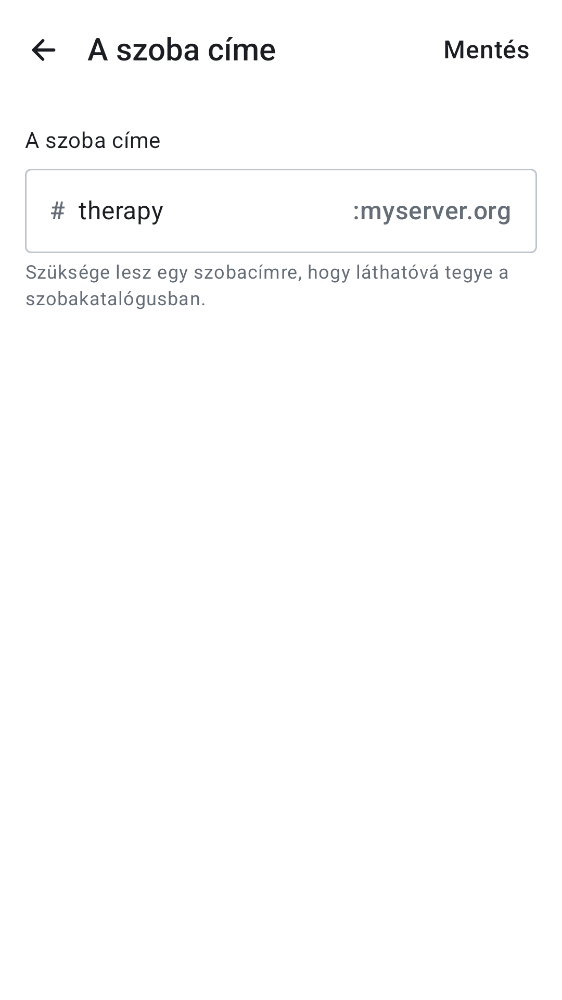 A szoba címe
Mentés
A szoba címe
# therapy :myserver.org
Szüksége lesz egy szobacímre, hogy láthatóvá tegye a
szobakatalógusban.